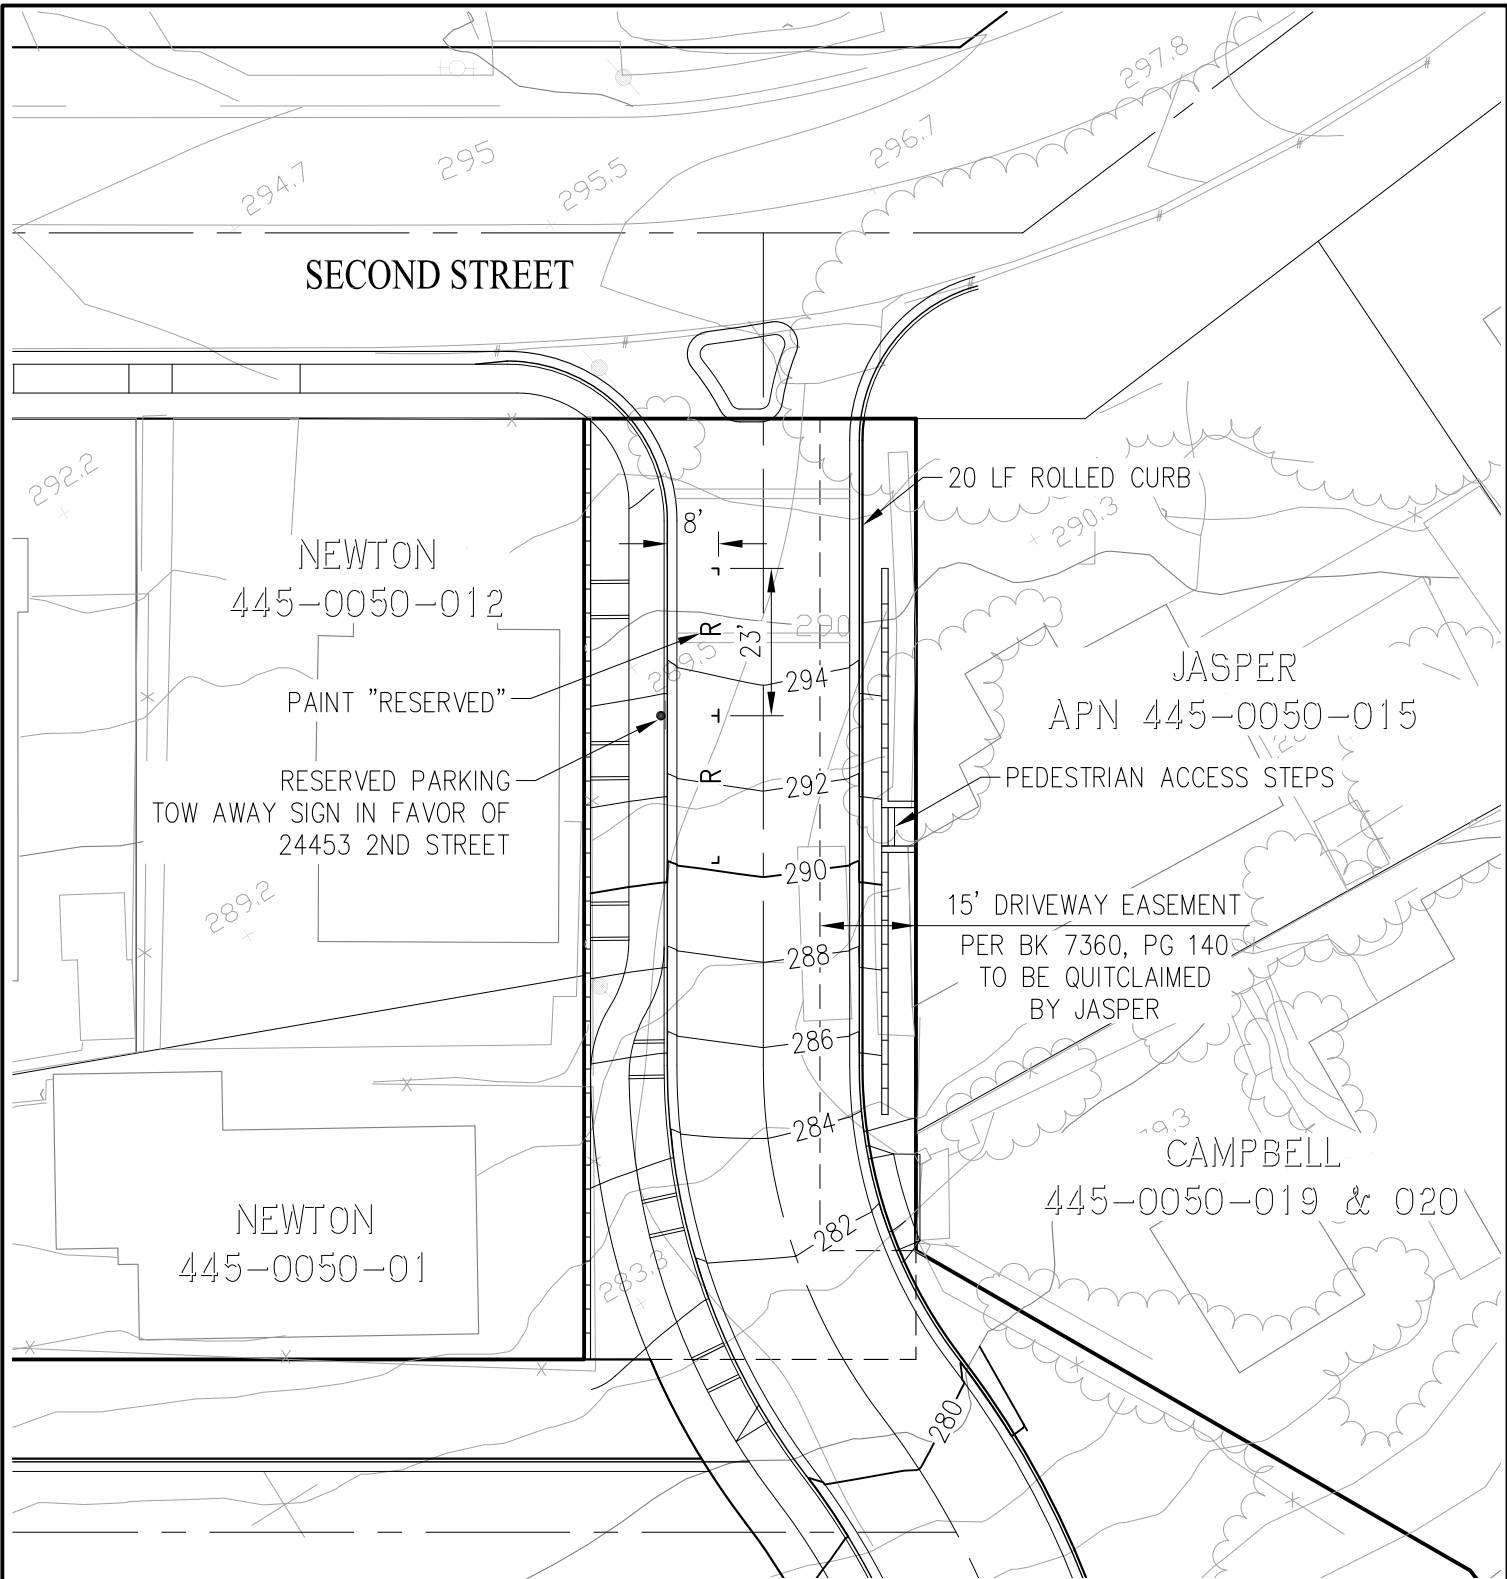 297.8
296.7
295
295.5
294.7
SECOND STREET
292.2
20 LF ROLLED CURB
290.3
8'
NEWTON
445-0050-012
R
23'
290
289.5
294
JASPER
APN 445-0050-015
PAINT "RESERVED"
RESERVED PARKING
TOW AWAY SIGN IN FAVOR OF
24453 2ND STREET
R
292
PEDESTRIAN ACCESS STEPS
290
289.2
15' DRIVEWAY EASEMENT
PER BK 7360, PG 140
TO BE QUITCLAIMED
BY JASPER
288
286
284
CAMPBELL
445-0050-019 & 020
NEWTON
445-0050-01
282
283.3
280